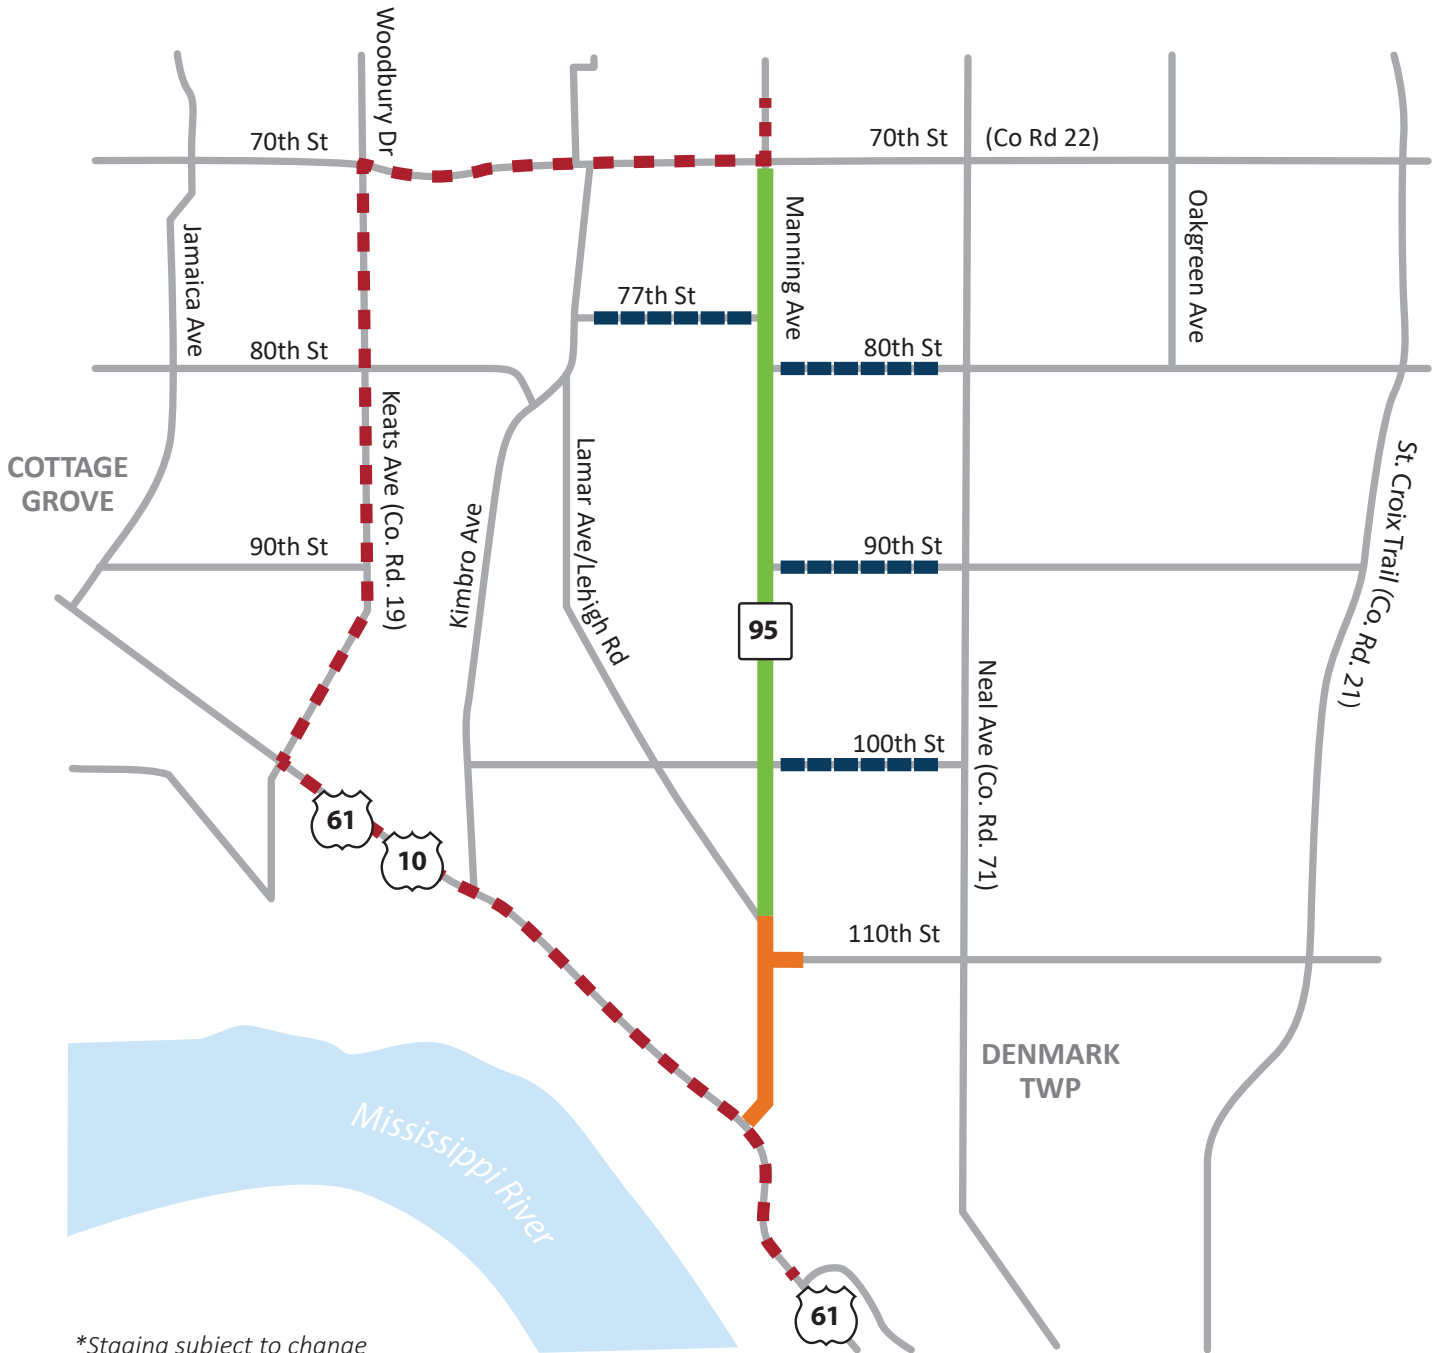 Woodbury Dr
70th St
70th St
(Co Rd 22)
Jamaica Ave
Manning Ave
Oakgreen Ave
77th St
80th St
80th St
Keats Ave (Co. Rd. 19)
Lamar Ave/Lehigh Rd
Kimbro Ave
St. Croix Trail (Co. Rd. 21)
COTTAGE
GROVE
90th St
90th St
95
Neal Ave (Co. Rd. 71)
100th St
61
10
110th St
DENMARK
TWP
Mississippi River
61
*Staging subject to change